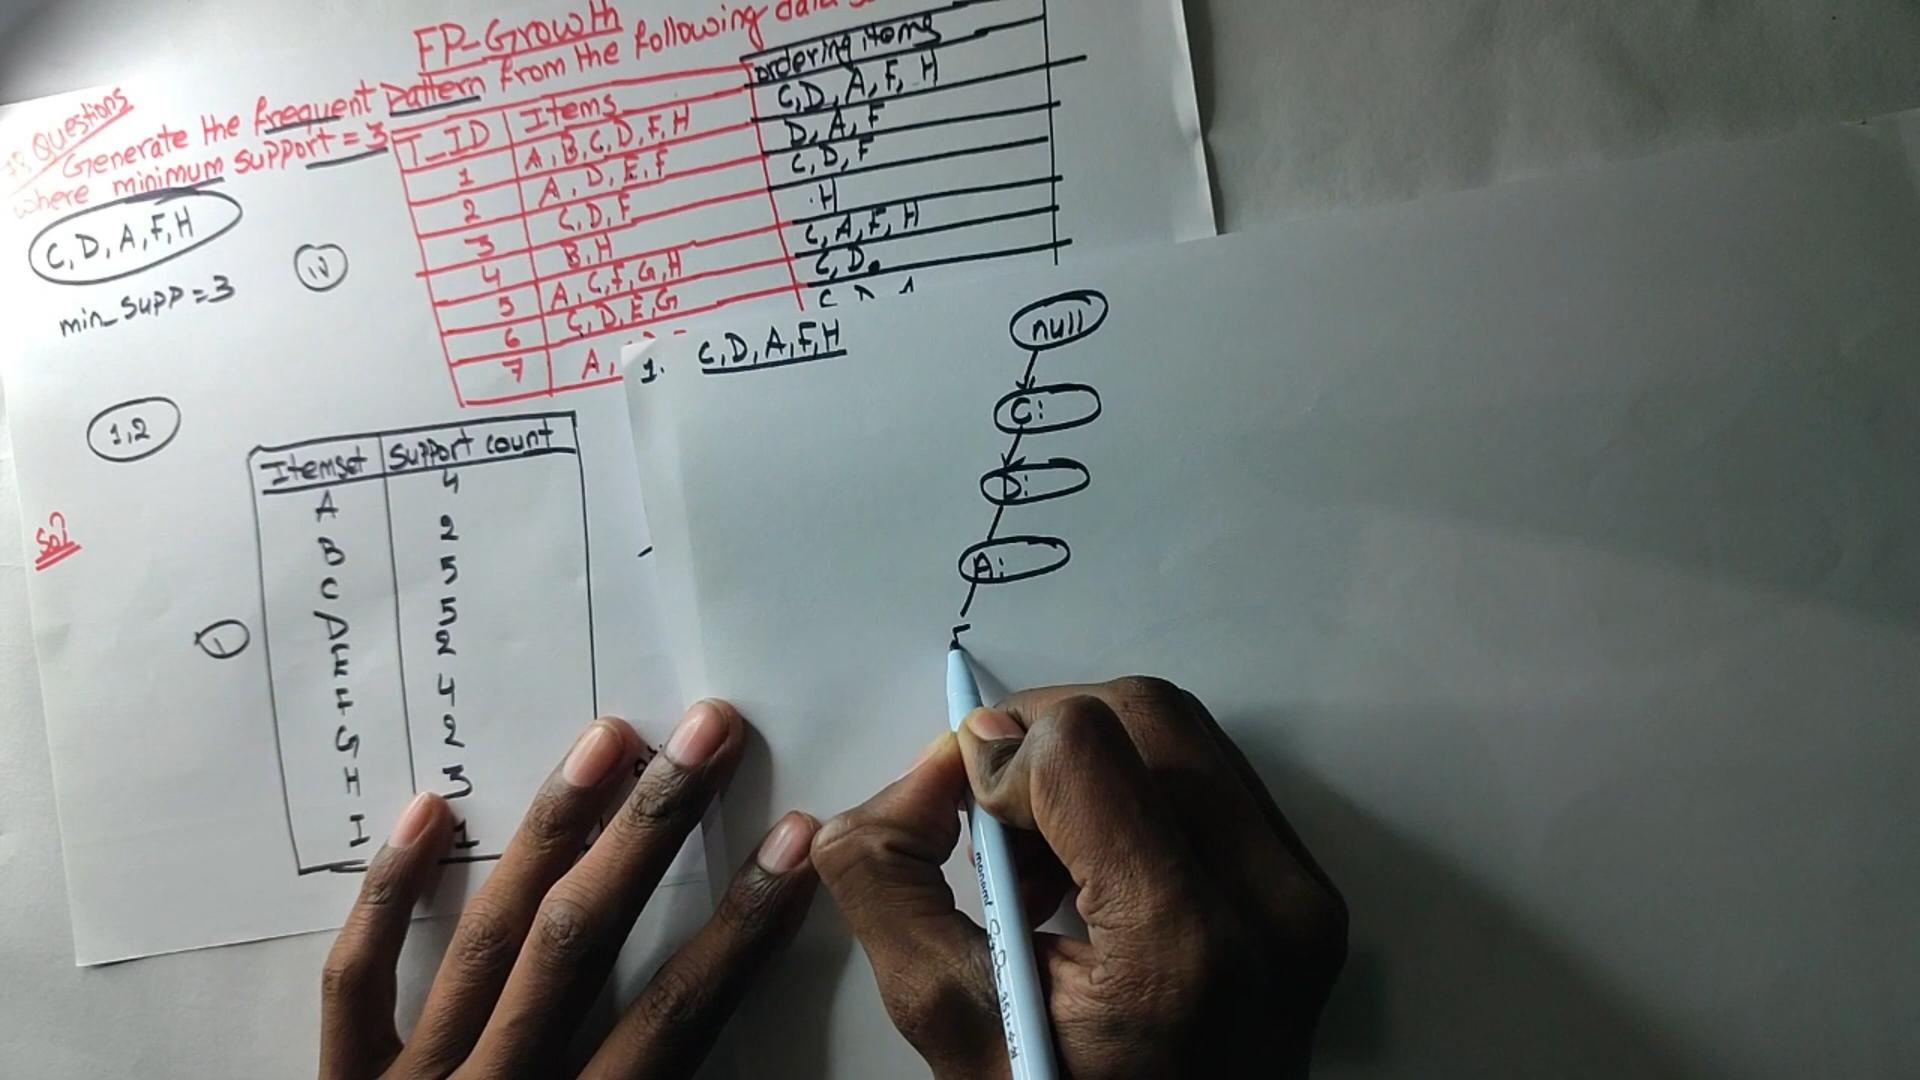 FP-Growth
Questions
Generate the frequent pattern from the following data
where minimum support = 3
T_ID Items ordering items
1 A, B, C, D, F, H C, D, A, F, H
2 A, D, E, F D, A, F
3 C, D, F C, D, F
4 B, H H
5 A, C, F, G, H C, A, F, H
6 C, D, E, G C, D
7 A,
C, D, A, F, H
min_supp = 3
1. C, D, A, F, H
null
C:
D:
A:
1,2
Itemset Support count
A 4
B 2
C 5
D 5
E 2
F 4
G 2
H 3
I 1
Sol
1